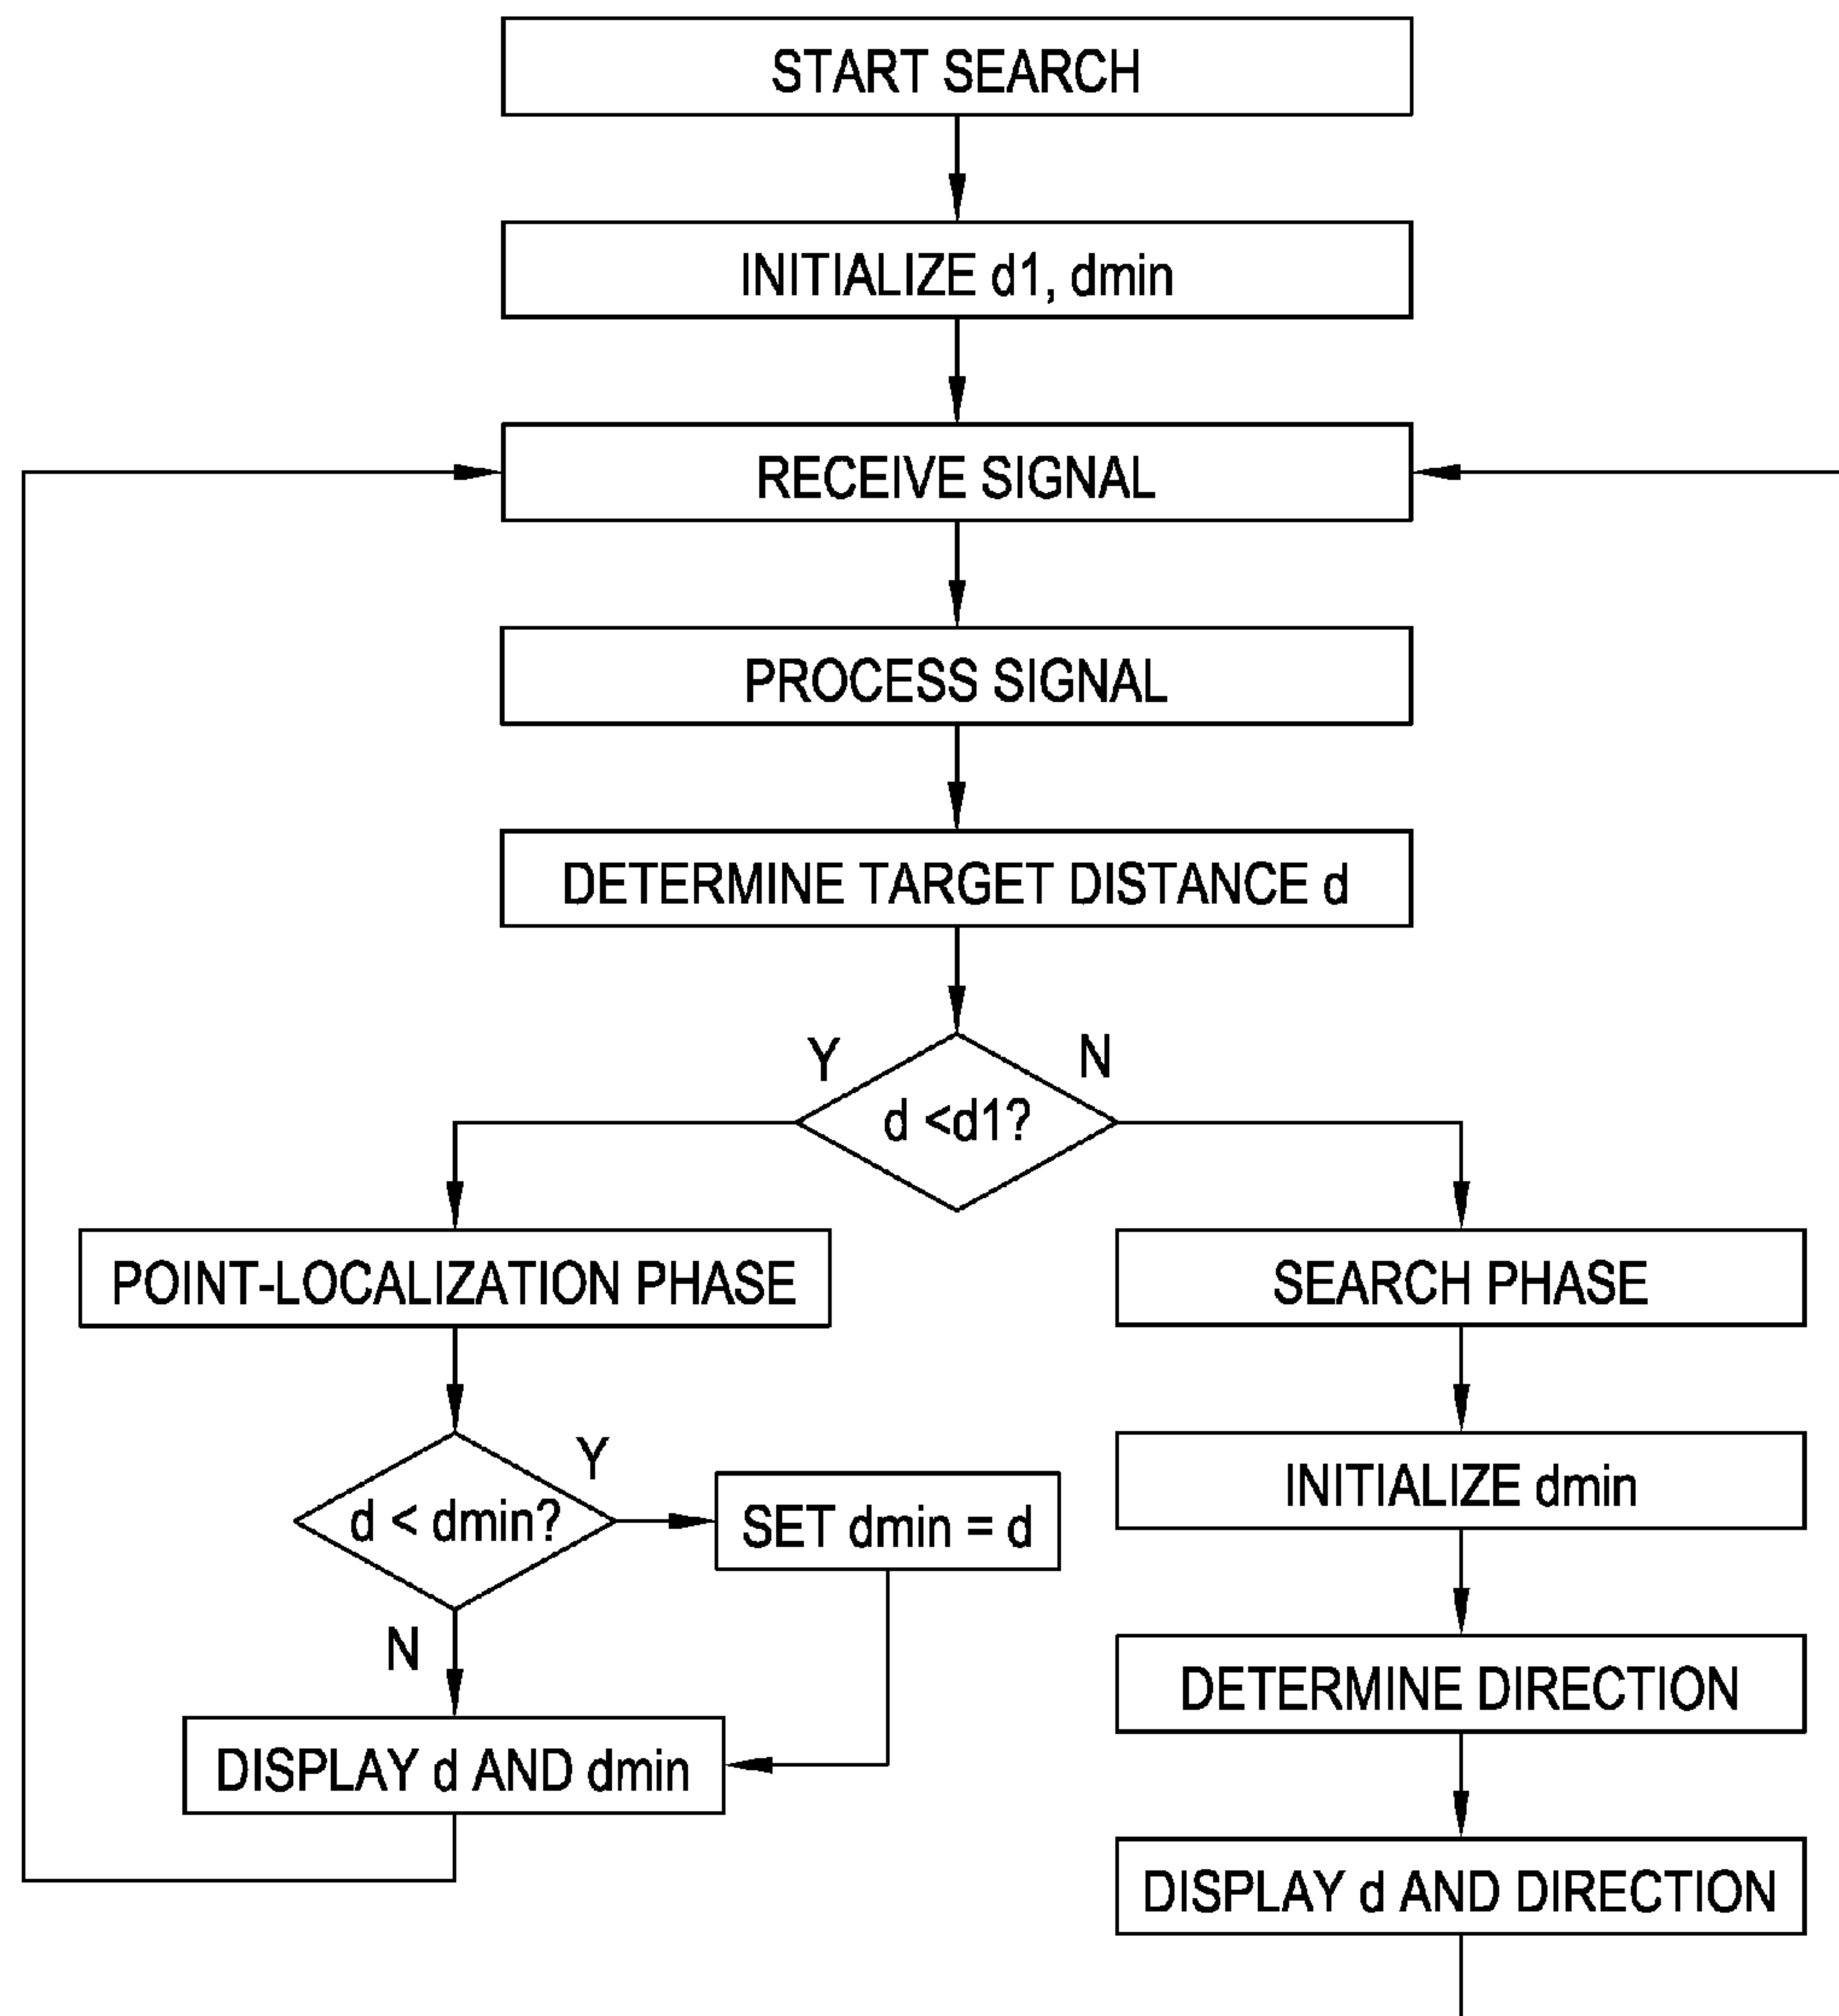 START SEARCH
INITIALIZE d1, dmin
RECEIVE SIGNAL
PROCESS SIGNAL
DETERMINE TARGET DISTANCE d
Y
N
d <d1?
POINT-LOCALIZATION PHASE
SEARCH PHASE
Y
d < dmin?
SET dmin = d
INITIALIZE dmin
N
DETERMINE DIRECTION
DISPLAY d AND dmin
DISPLAY d AND DIRECTION